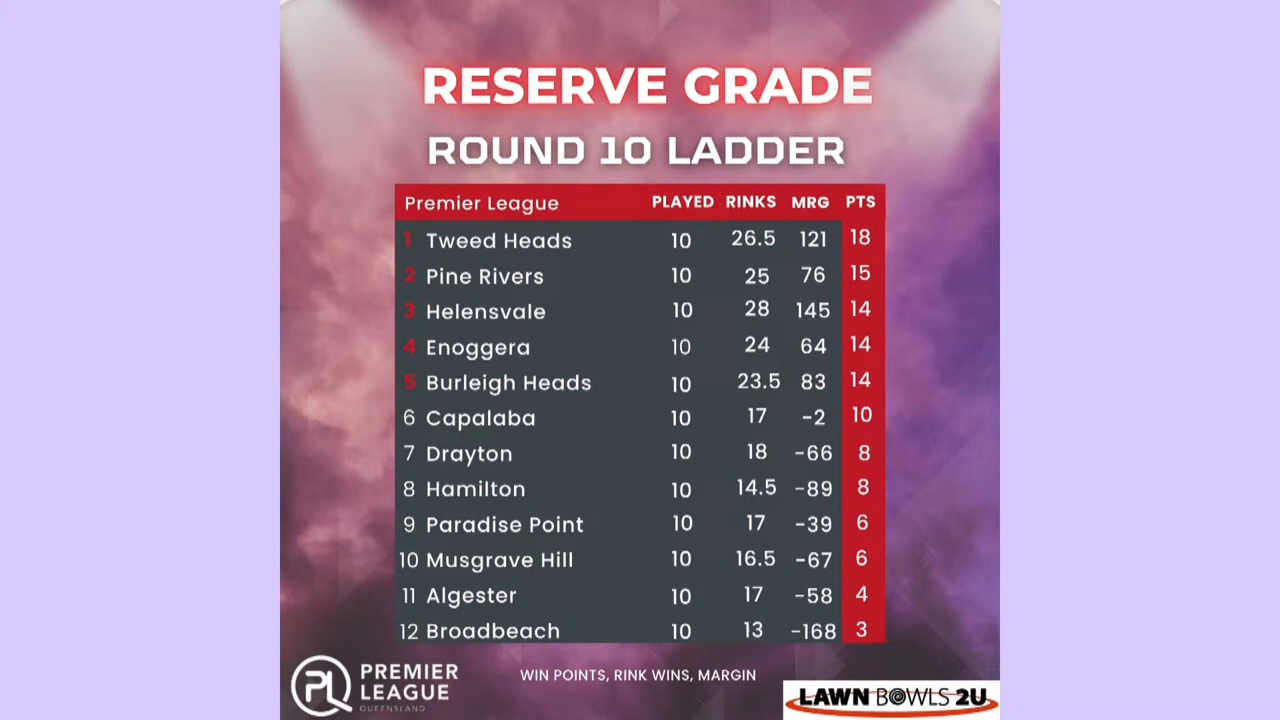 RESERVE GRADE
ROUND 10 LADDER
Premier League PLAYED RINKS MRG PTS
1 Tweed Heads 10 26.5 121 18
2 Pine Rivers 10 25 76 15
3 Helensvale 10 28 145 14
4 Enoggera 10 24 64 14
5 Burleigh Heads 10 23.5 83 14
6 Capalaba 10 17 -2 10
7 Drayton 10 18 -66 8
8 Hamilton 10 14.5 -89 8
9 Paradise Point 10 17 -39 6
10 Musgrave Hill 10 16.5 -67 6
11 Algester 10 17 -58 4
12 Broadbeach 10 13 -168 3
WIN POINTS, RINK WINS, MARGIN
PL PREMIER
LEAGUE
QUEENSLAND
LAWN BOWLS 2U